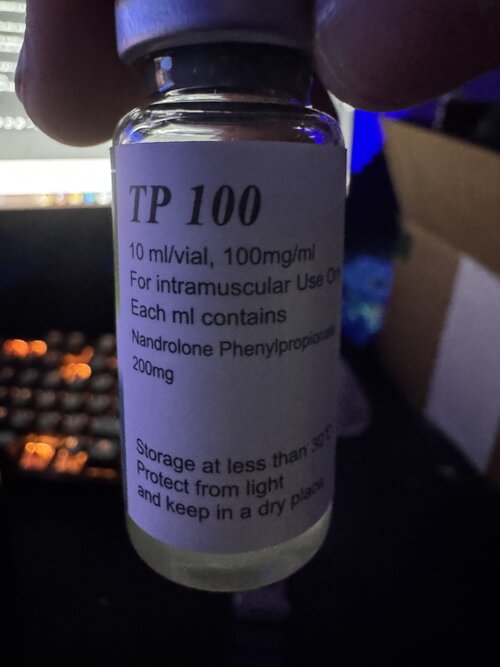 TP 100
10 ml/vial, 100mg/ml
For intramuscular Use
Each ml contains
Nandrolone Phenylpropionate
200mg
Storage at less than 30°C
Protect from light
and keep in a dry place